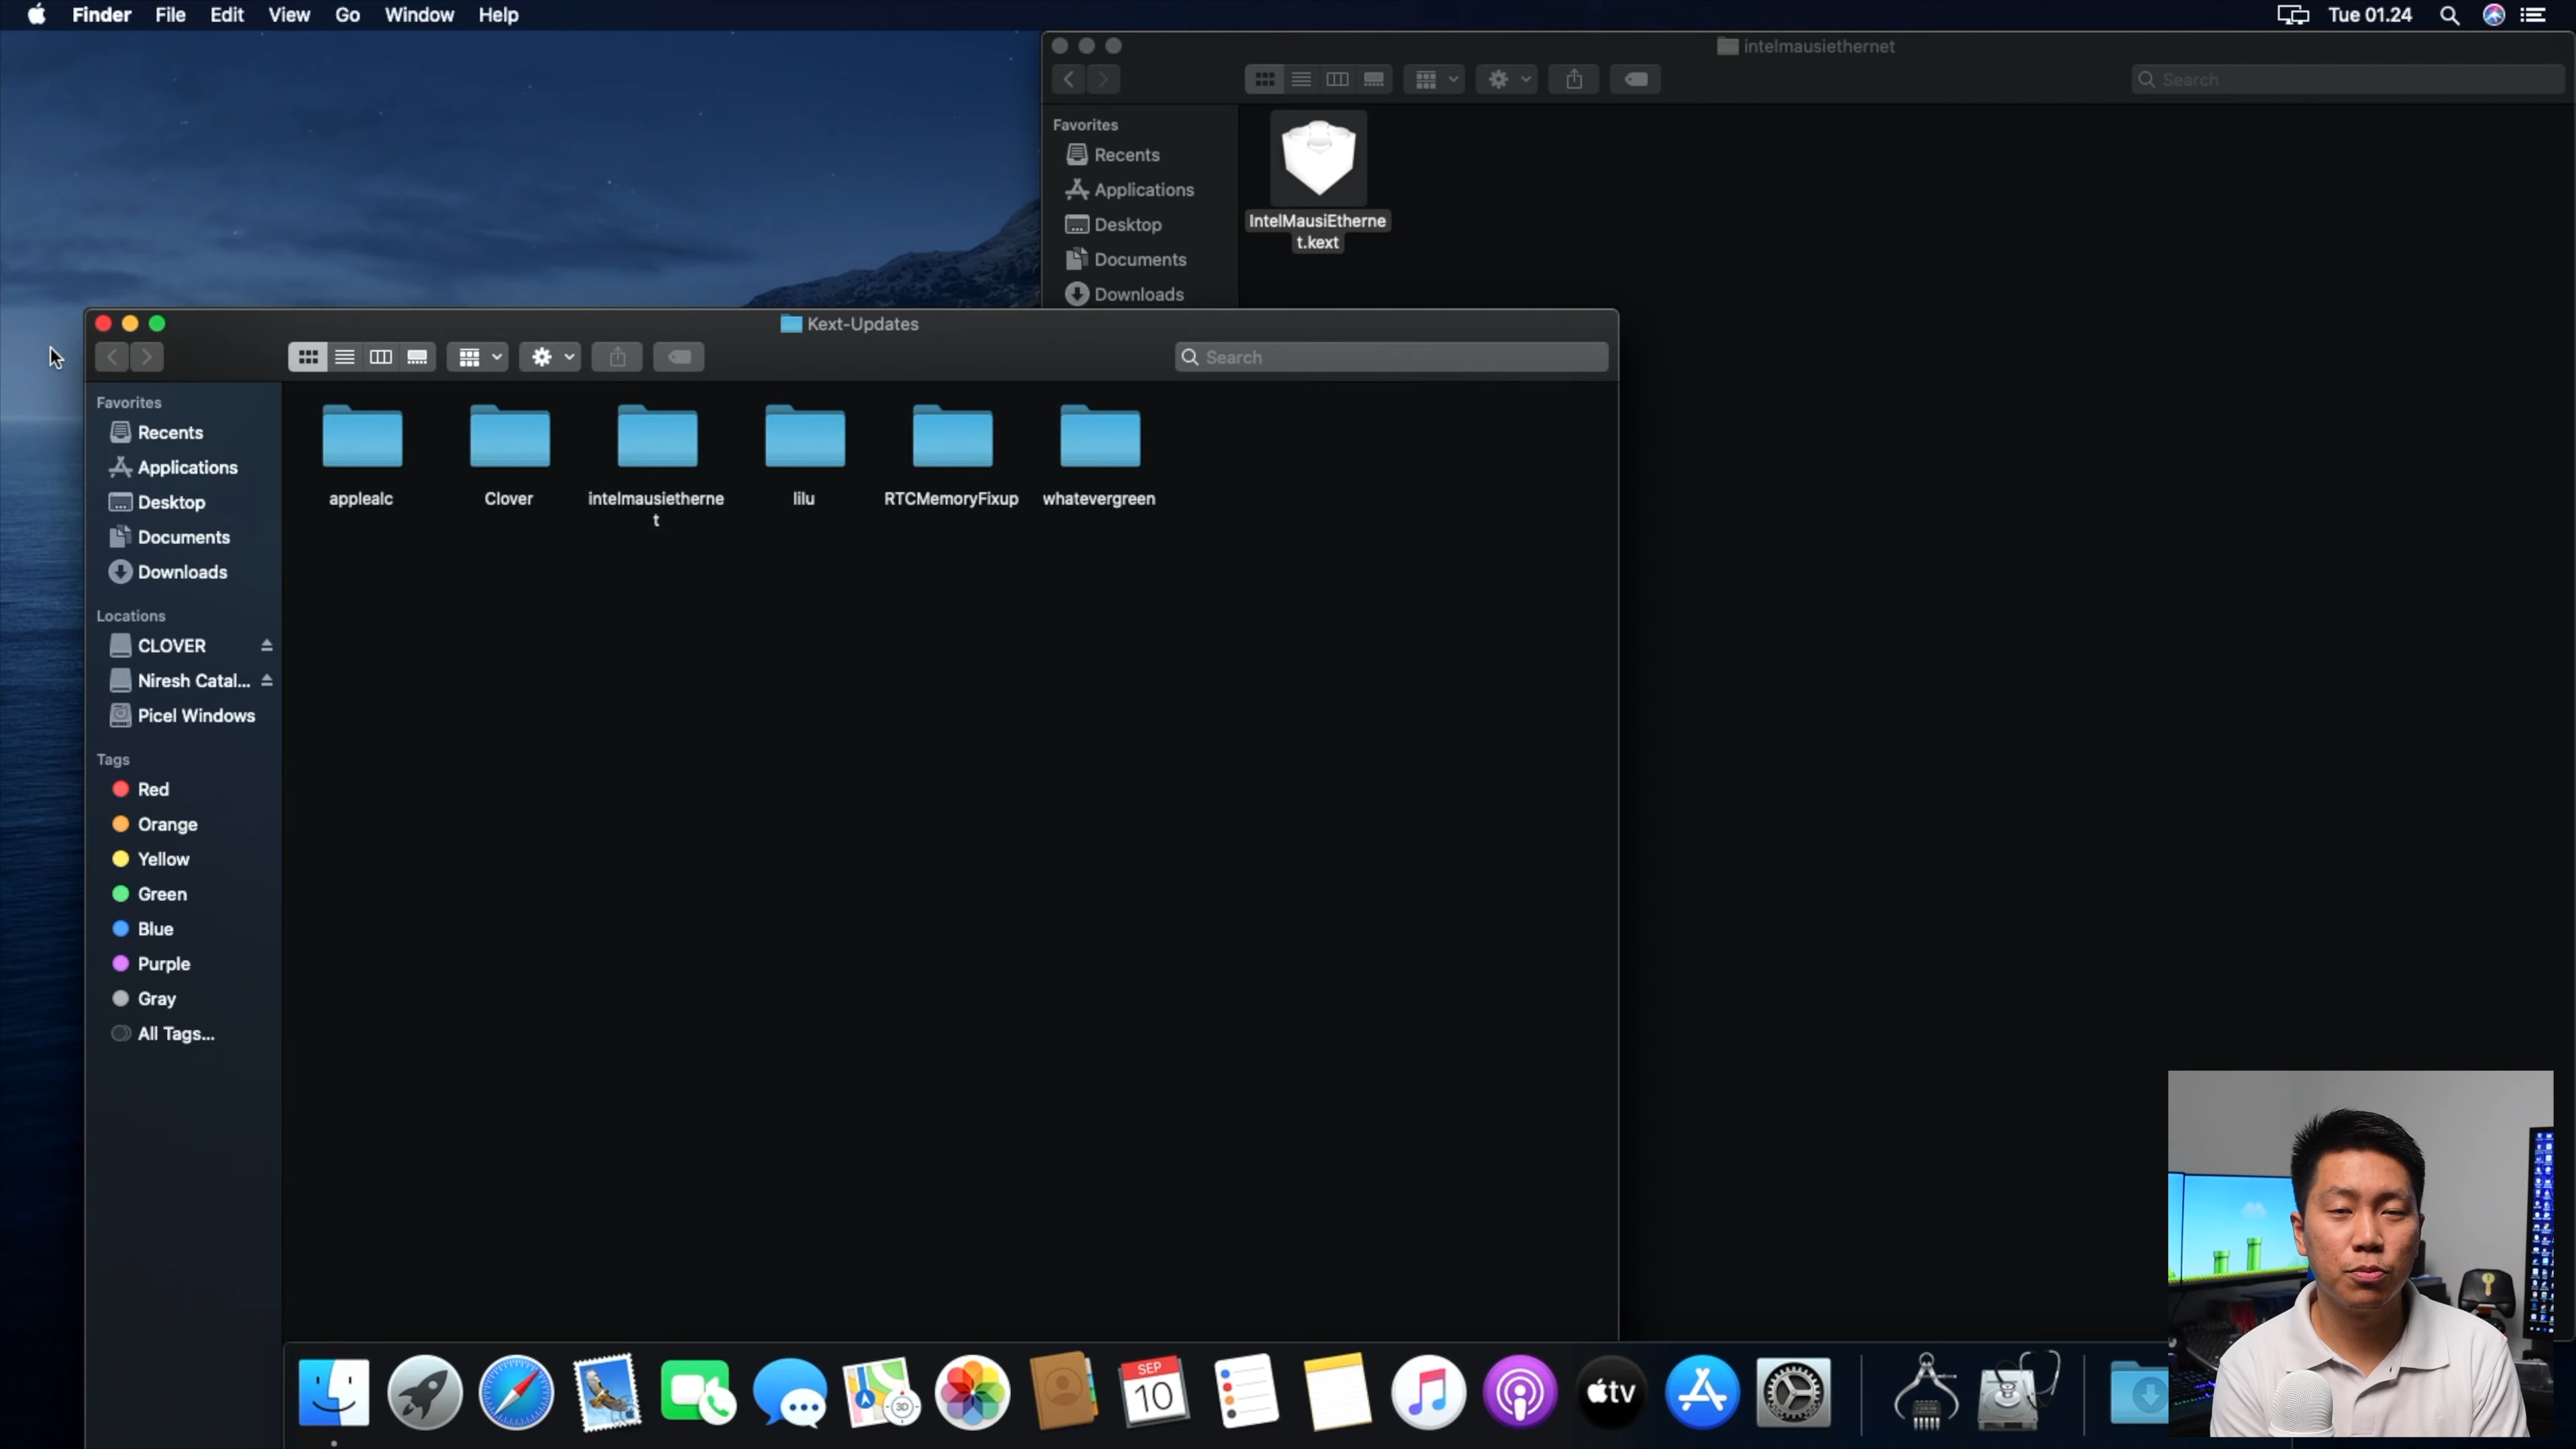 Finder File Edit View Go Window Help
Tue 01.24
intelmausiethernet
Search
Favorites
Recents
Applications
Desktop
Documents
Downloads
IntelMausiEtherne
t.kext
Kext-Updates
Search
Favorites
Recents
Applications
Desktop
Documents
Downloads
Locations
CLOVER
Niresh Catal...
Picel Windows
Tags
Red
Orange
Yellow
Green
Blue
Purple
Gray
All Tags...
applealc
Clover
intelmausietherne
t
lilu
RTCMemoryFixup
whatevergreen
3D
SEP
10
tv